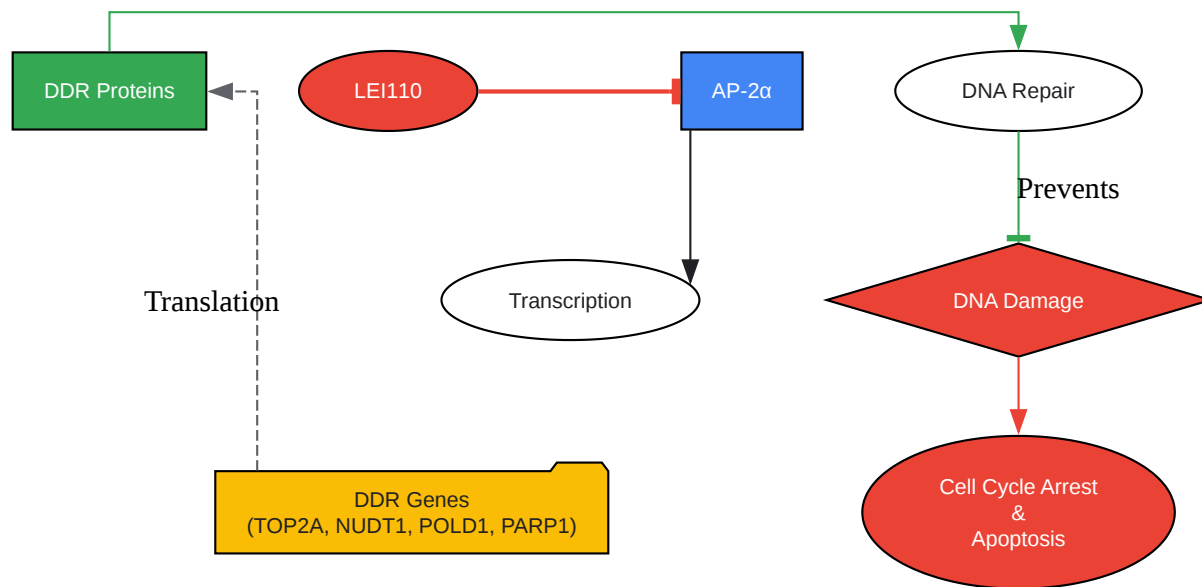 DDR Proteins
LEI110
AP-2α
DNA Repair
Prevents
Translation
Transcription
DNA Damage
DDR Genes
(TOP2A, NUDT1, POLD1, PARP1)
Cell Cycle Arrest
&
Apoptosis